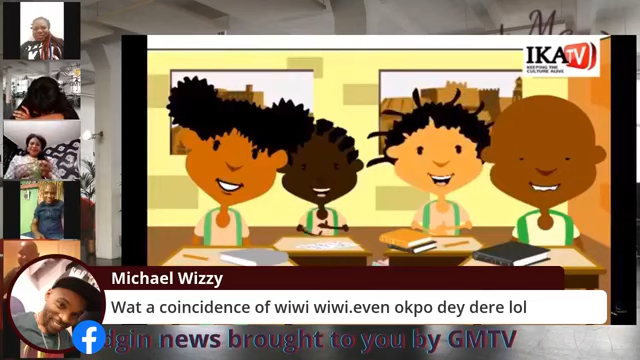 IKA TV
KEEPING THE
CULTURE ALIVE
Michael Wizzy
Wat a coincidence of wiwi wiwi.even okpo dey dere lol
dgin news brought to you by GMTV